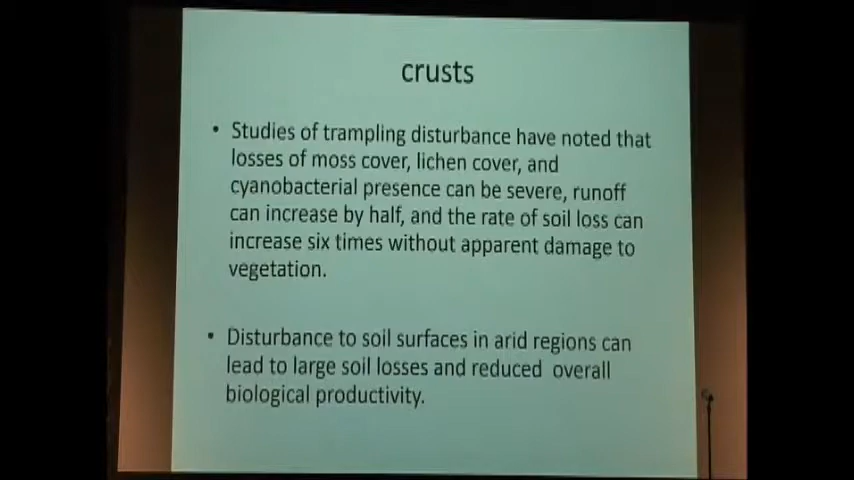 crusts
• Studies of trampling disturbance have noted that
losses of moss cover, lichen cover, and
cyanobacterial presence can be severe, runoff
can increase by half, and the rate of soil loss can
increase six times without apparent damage to
vegetation.
• Disturbance to soil surfaces in arid regions can
lead to large soil losses and reduced overall
biological productivity.